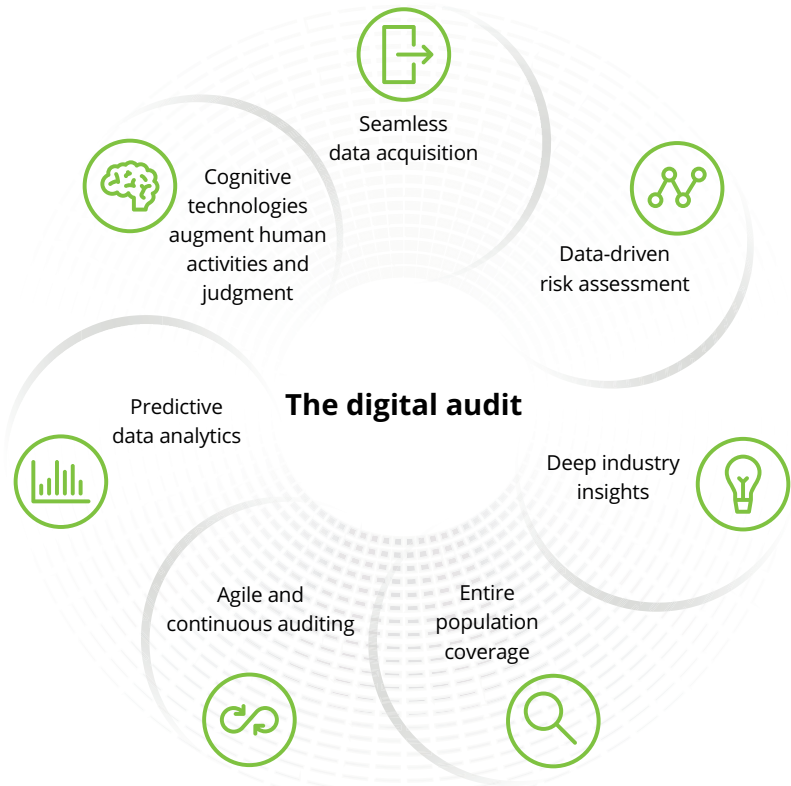 Seamless
data acquisition
Data-driven
risk assessment
Deep industry
insights
Entire
population
coverage
Agile and
continuous auditing
Predictive
data analytics
Cognitive
technologies
augment human
activities and
judgment
The digital audit